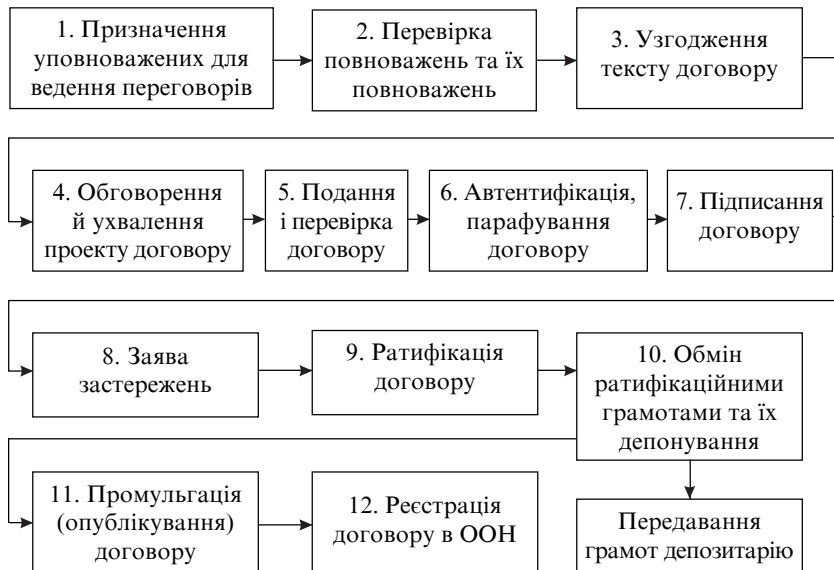 1. Призначення
уповноважених для
ведення переговорів
2. Перевірка
повноважень та їх
повноважень
3. Узгодження
тексту договору
4. Обговорення
й ухвалення
проекту договору
5. Подання
і перевірка
договору
6. Автентифікація,
парафування
договору
7. Підписання
договору
8. Заява
застережень
9. Ратифікація
договору
10. Обмін
ратифікаційними
грамотами та їх
депонування
11. Промульгація
(опублікування)
договору
12. Реєстрація
договору в ООН
Передавання
грамот депозитарію